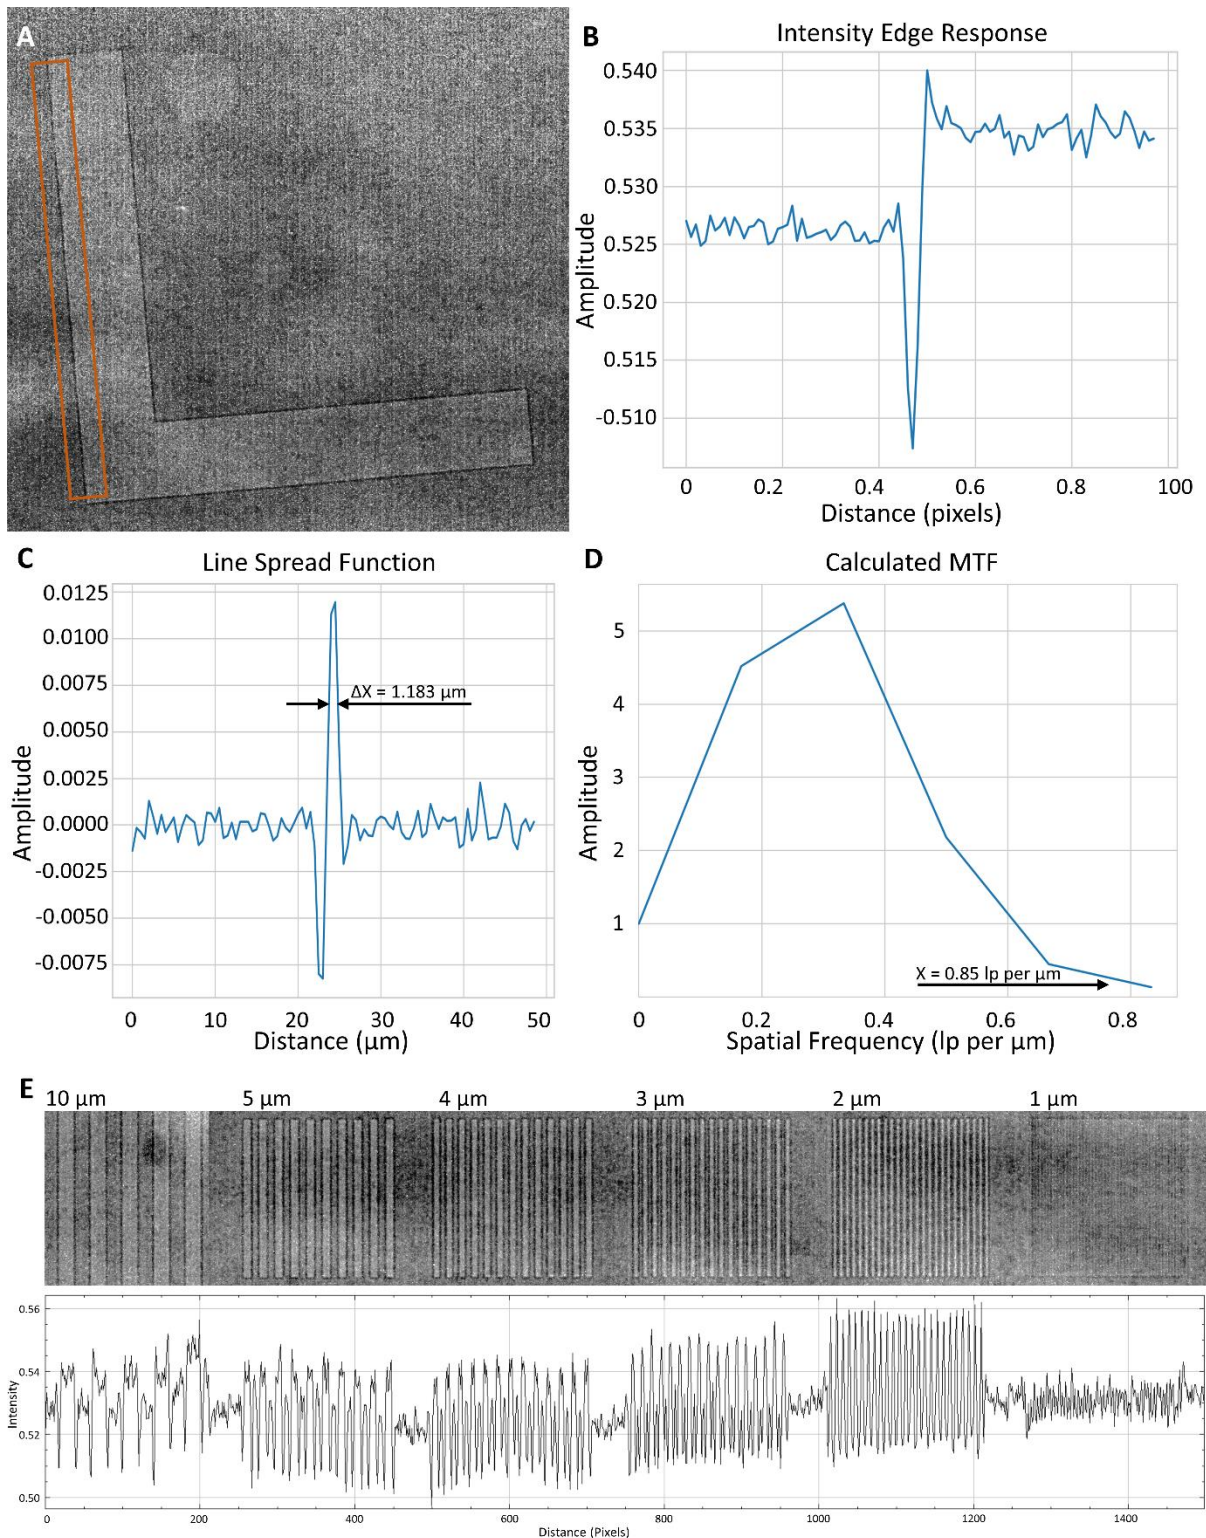 A
B
Intensity Edge Response
0.540
0.535
0.530
0.525
0.520
0.515
-0.510
Amplitude
0 0.2 0.4 0.6 0.8 100
Distance (pixels)
C
Line Spread Function
0.0125
0.0100
0.0075
0.0050
0.0025
0.0000
-0.0025
-0.0050
-0.0075
Amplitude
ΔX = 1.183 µm
0 10 20 30 40 50
Distance (µm)
D
Calculated MTF
5
4
3
2
1
Amplitude
X = 0.85 lp per µm
0 0.2 0.4 0.6 0.8
Spatial Frequency (lp per µm)
E
10 µm 5 µm 4 µm 3 µm 2 µm 1 µm
0.56
0.54
0.52
0.50
Intensity
200 400 600 800 1000 1200 1400
Distance (Pixels)